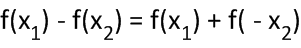 f(x₁) - f(x₂) = f(x₁) + f( - x₂)